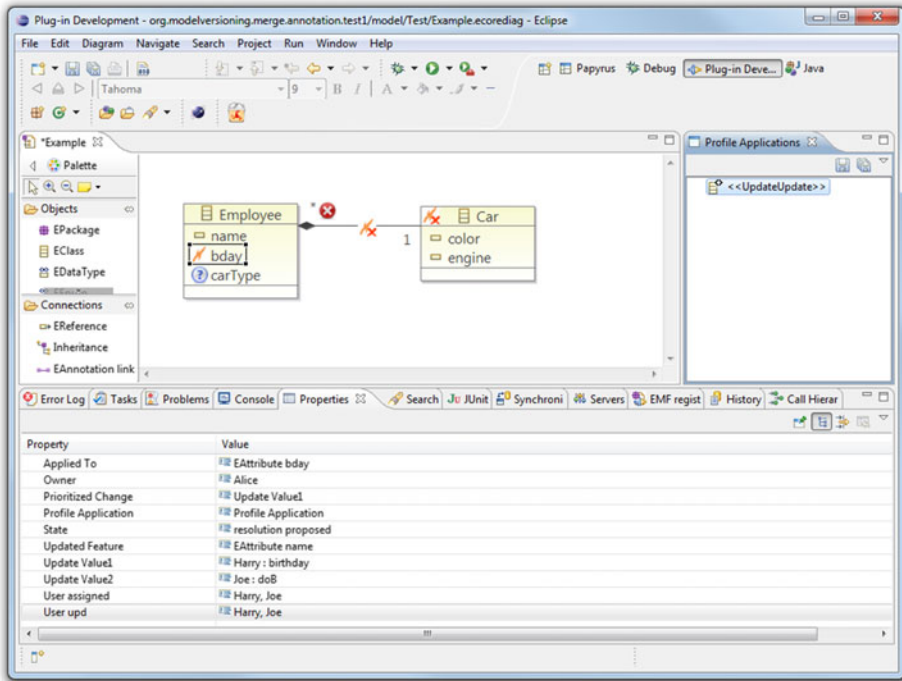 Plug-in Development - org.modelversioning.merge.annotation.test1/model/Test/Example.ecorediag - Eclipse
File Edit Diagram Navigate Search Project Run Window Help
Papyrus Debug Plug-in Deve... Java
Tahoma 9 B I A
*Example
Profile Applications
Palette
<<UpdateUpdate>>
Objects
EPackage
EClass
EDataType
Connections
EReference
Inheritance
EAnnotation link
Employee
name
bday
carType
*
1
Car
color
engine
Error Log Tasks Problems Console Properties Search JUnit Synchroni Servers EMF regist History Call Hierar
Property Value
Applied To EAttribute bday
Owner Alice
Prioritized Change Update Value1
Profile Application Profile Application
State resolution proposed
Updated Feature EAttribute name
Update Value1 Harry : birthday
Update Value2 Joe : doB
User assigned Harry, Joe
User upd Harry, Joe